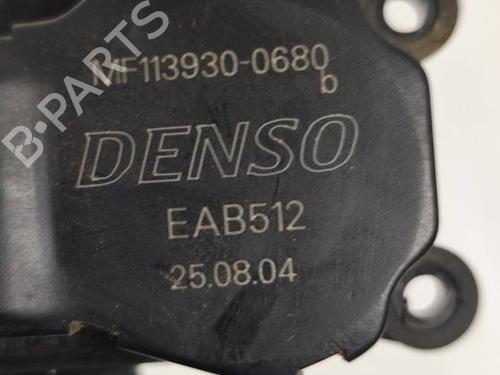 MF113930-0680
b
DENSO
EAB512
25.08.04
B-PARTS